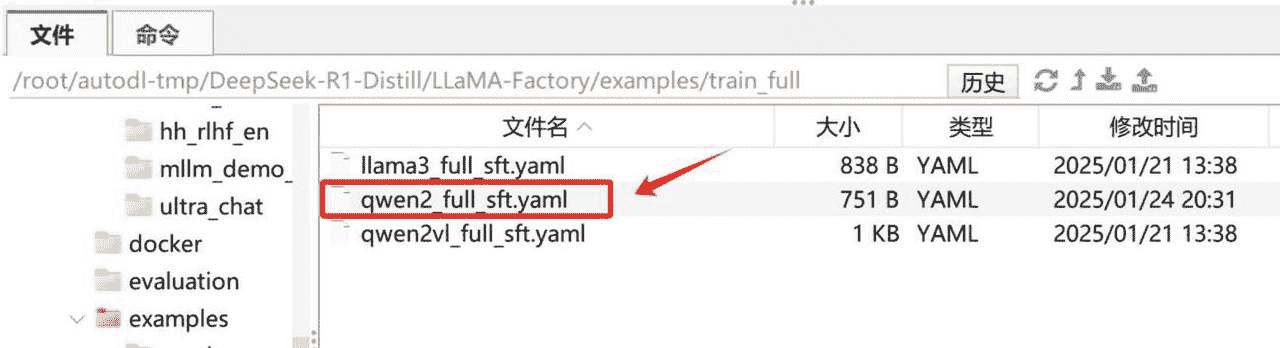 文件 命令
/root/autodl-tmp/DeepSeek-R1-Distill/LLaMA-Factory/examples/train_full 历史
hh_rlhf_en
mllm_demo_
ultra_chat
docker
evaluation
examples
文件名 大小 类型 修改时间
llama3_full_sft.yaml 838 B YAML 2025/01/21 13:38
qwen2_full_sft.yaml 751 B YAML 2025/01/24 20:31
qwen2vl_full_sft.yaml 1 KB YAML 2025/01/21 13:38